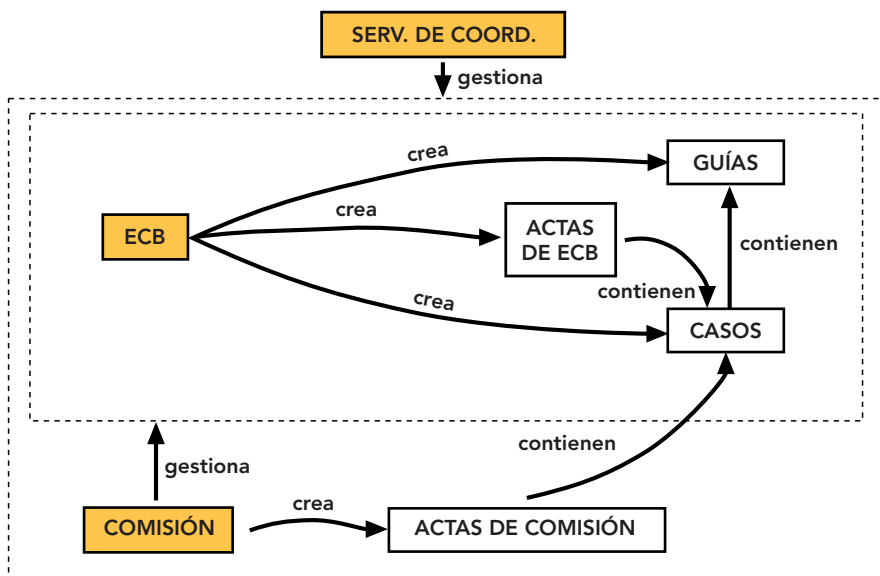 SERV. DE COORD.
gestiona
crea
GUÍAS
crea
ECB
ACTAS
DE ECB
contienen
contienen
crea
CASOS
contienen
gestiona
crea
COMISIÓN
ACTAS DE COMISIÓN